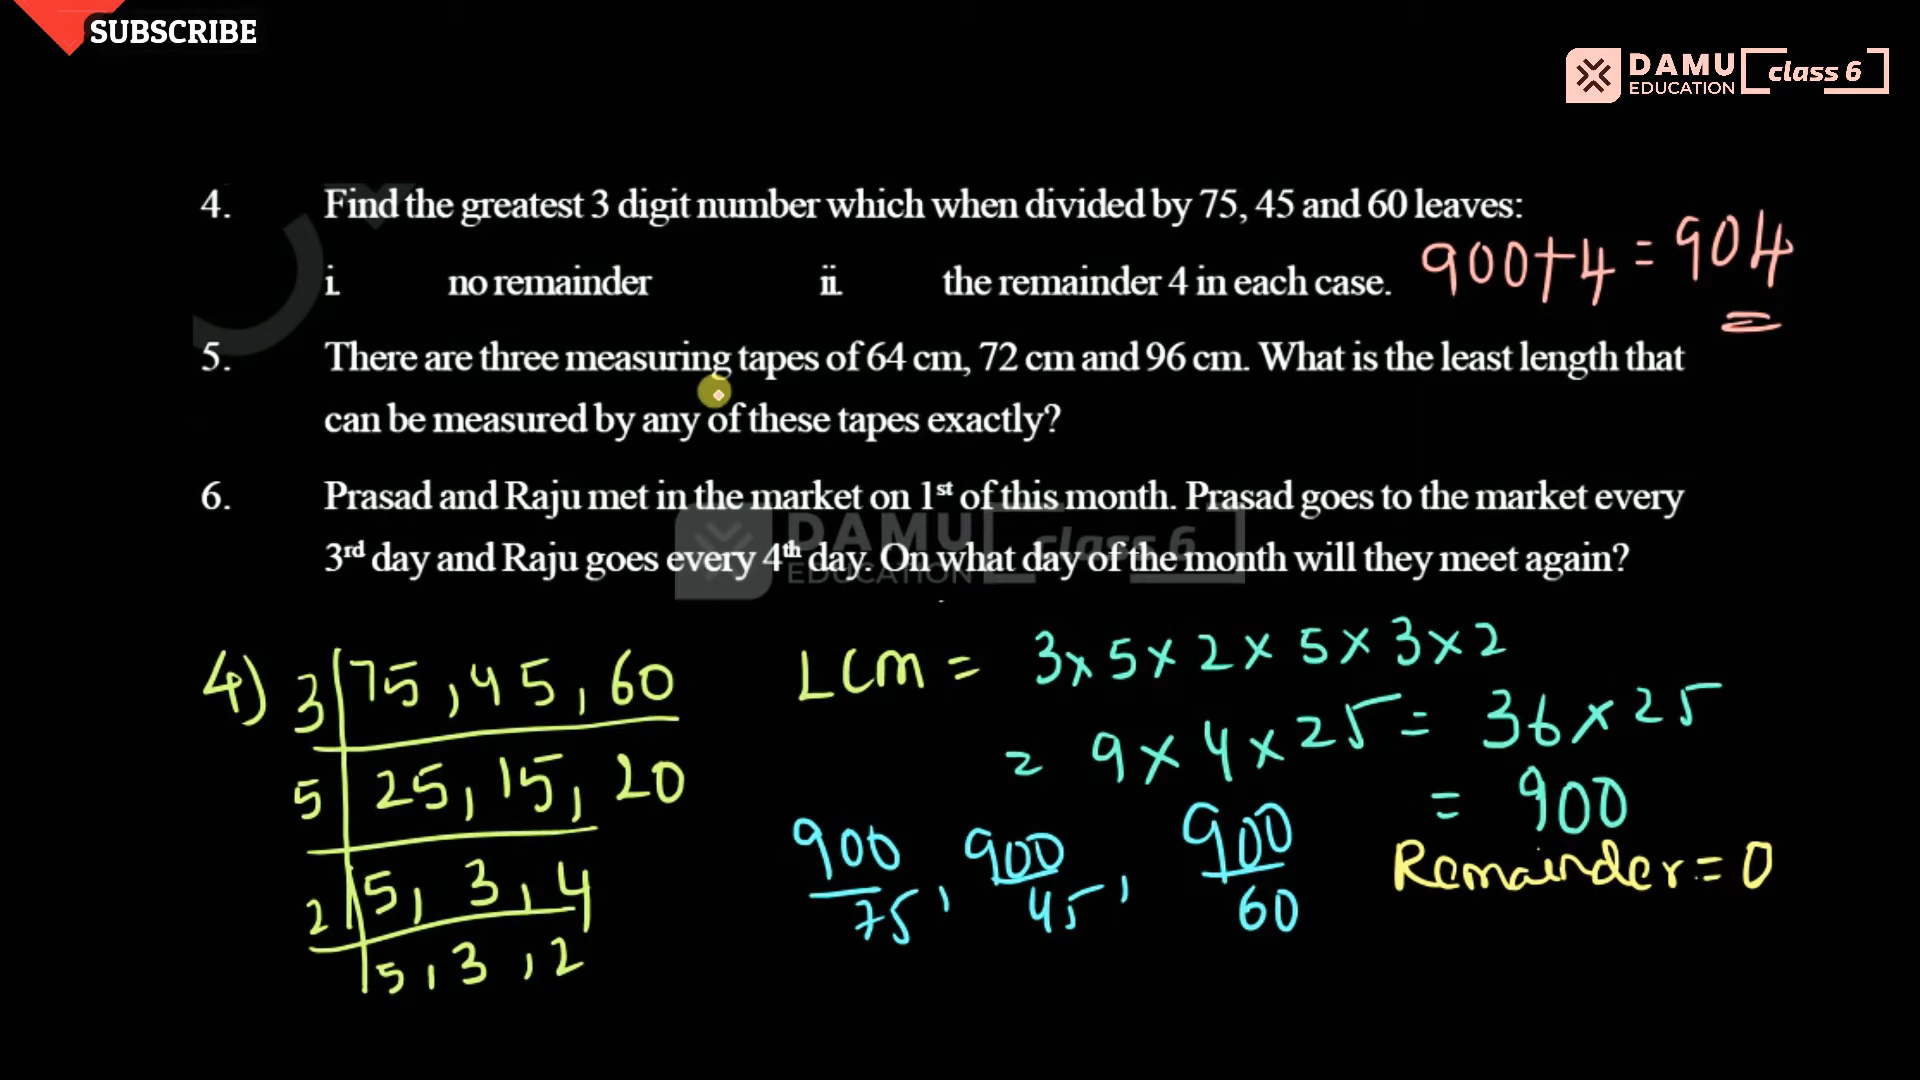 SUBSCRIBE
DAMU EDUCATION class 6
4. Find the greatest 3 digit number which when divided by 75, 45 and 60 leaves:
i. no remainder ii. the remainder 4 in each case.
900+4 = 904
5. There are three measuring tapes of 64 cm, 72 cm and 96 cm. What is the least length that
can be measured by any of these tapes exactly?
6. Prasad and Raju met in the market on 1st of this month. Prasad goes to the market every
3rd day and Raju goes every 4th day. On what day of the month will they meet again?
DAMU EDUCATION class 6
4) 3 75, 45, 60
5 25, 15, 20
2 5, 3, 4
5, 3, 2
LCM = 3 x 5 x 2 x 5 x 3 x 2
= 9 x 4 x 25 = 36 x 25
= 900
900/75, 900/45, 900/60
Remainder = 0